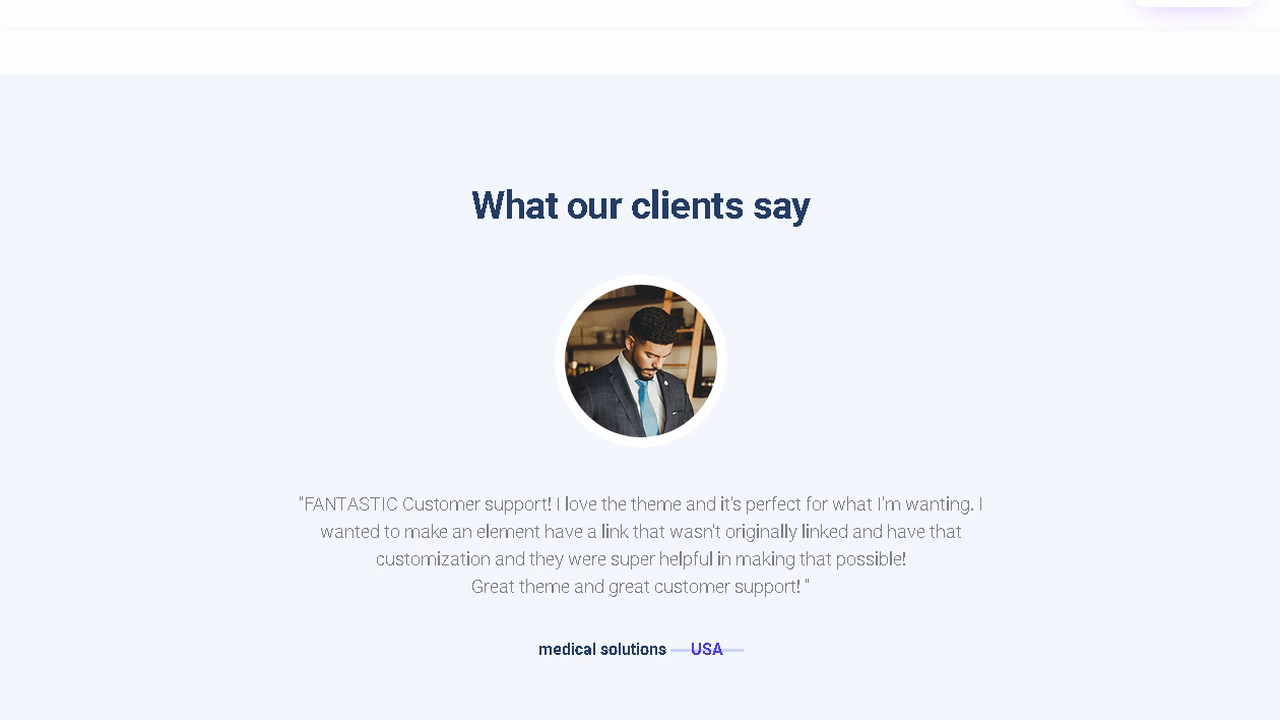 What our clients say
"FANTASTIC Customer support! I love the theme and it's perfect for what I'm wanting. I
wanted to make an element have a link that wasn't originally linked and have that
customization and they were super helpful in making that possible!
Great theme and great customer support! "
medical solutions USA